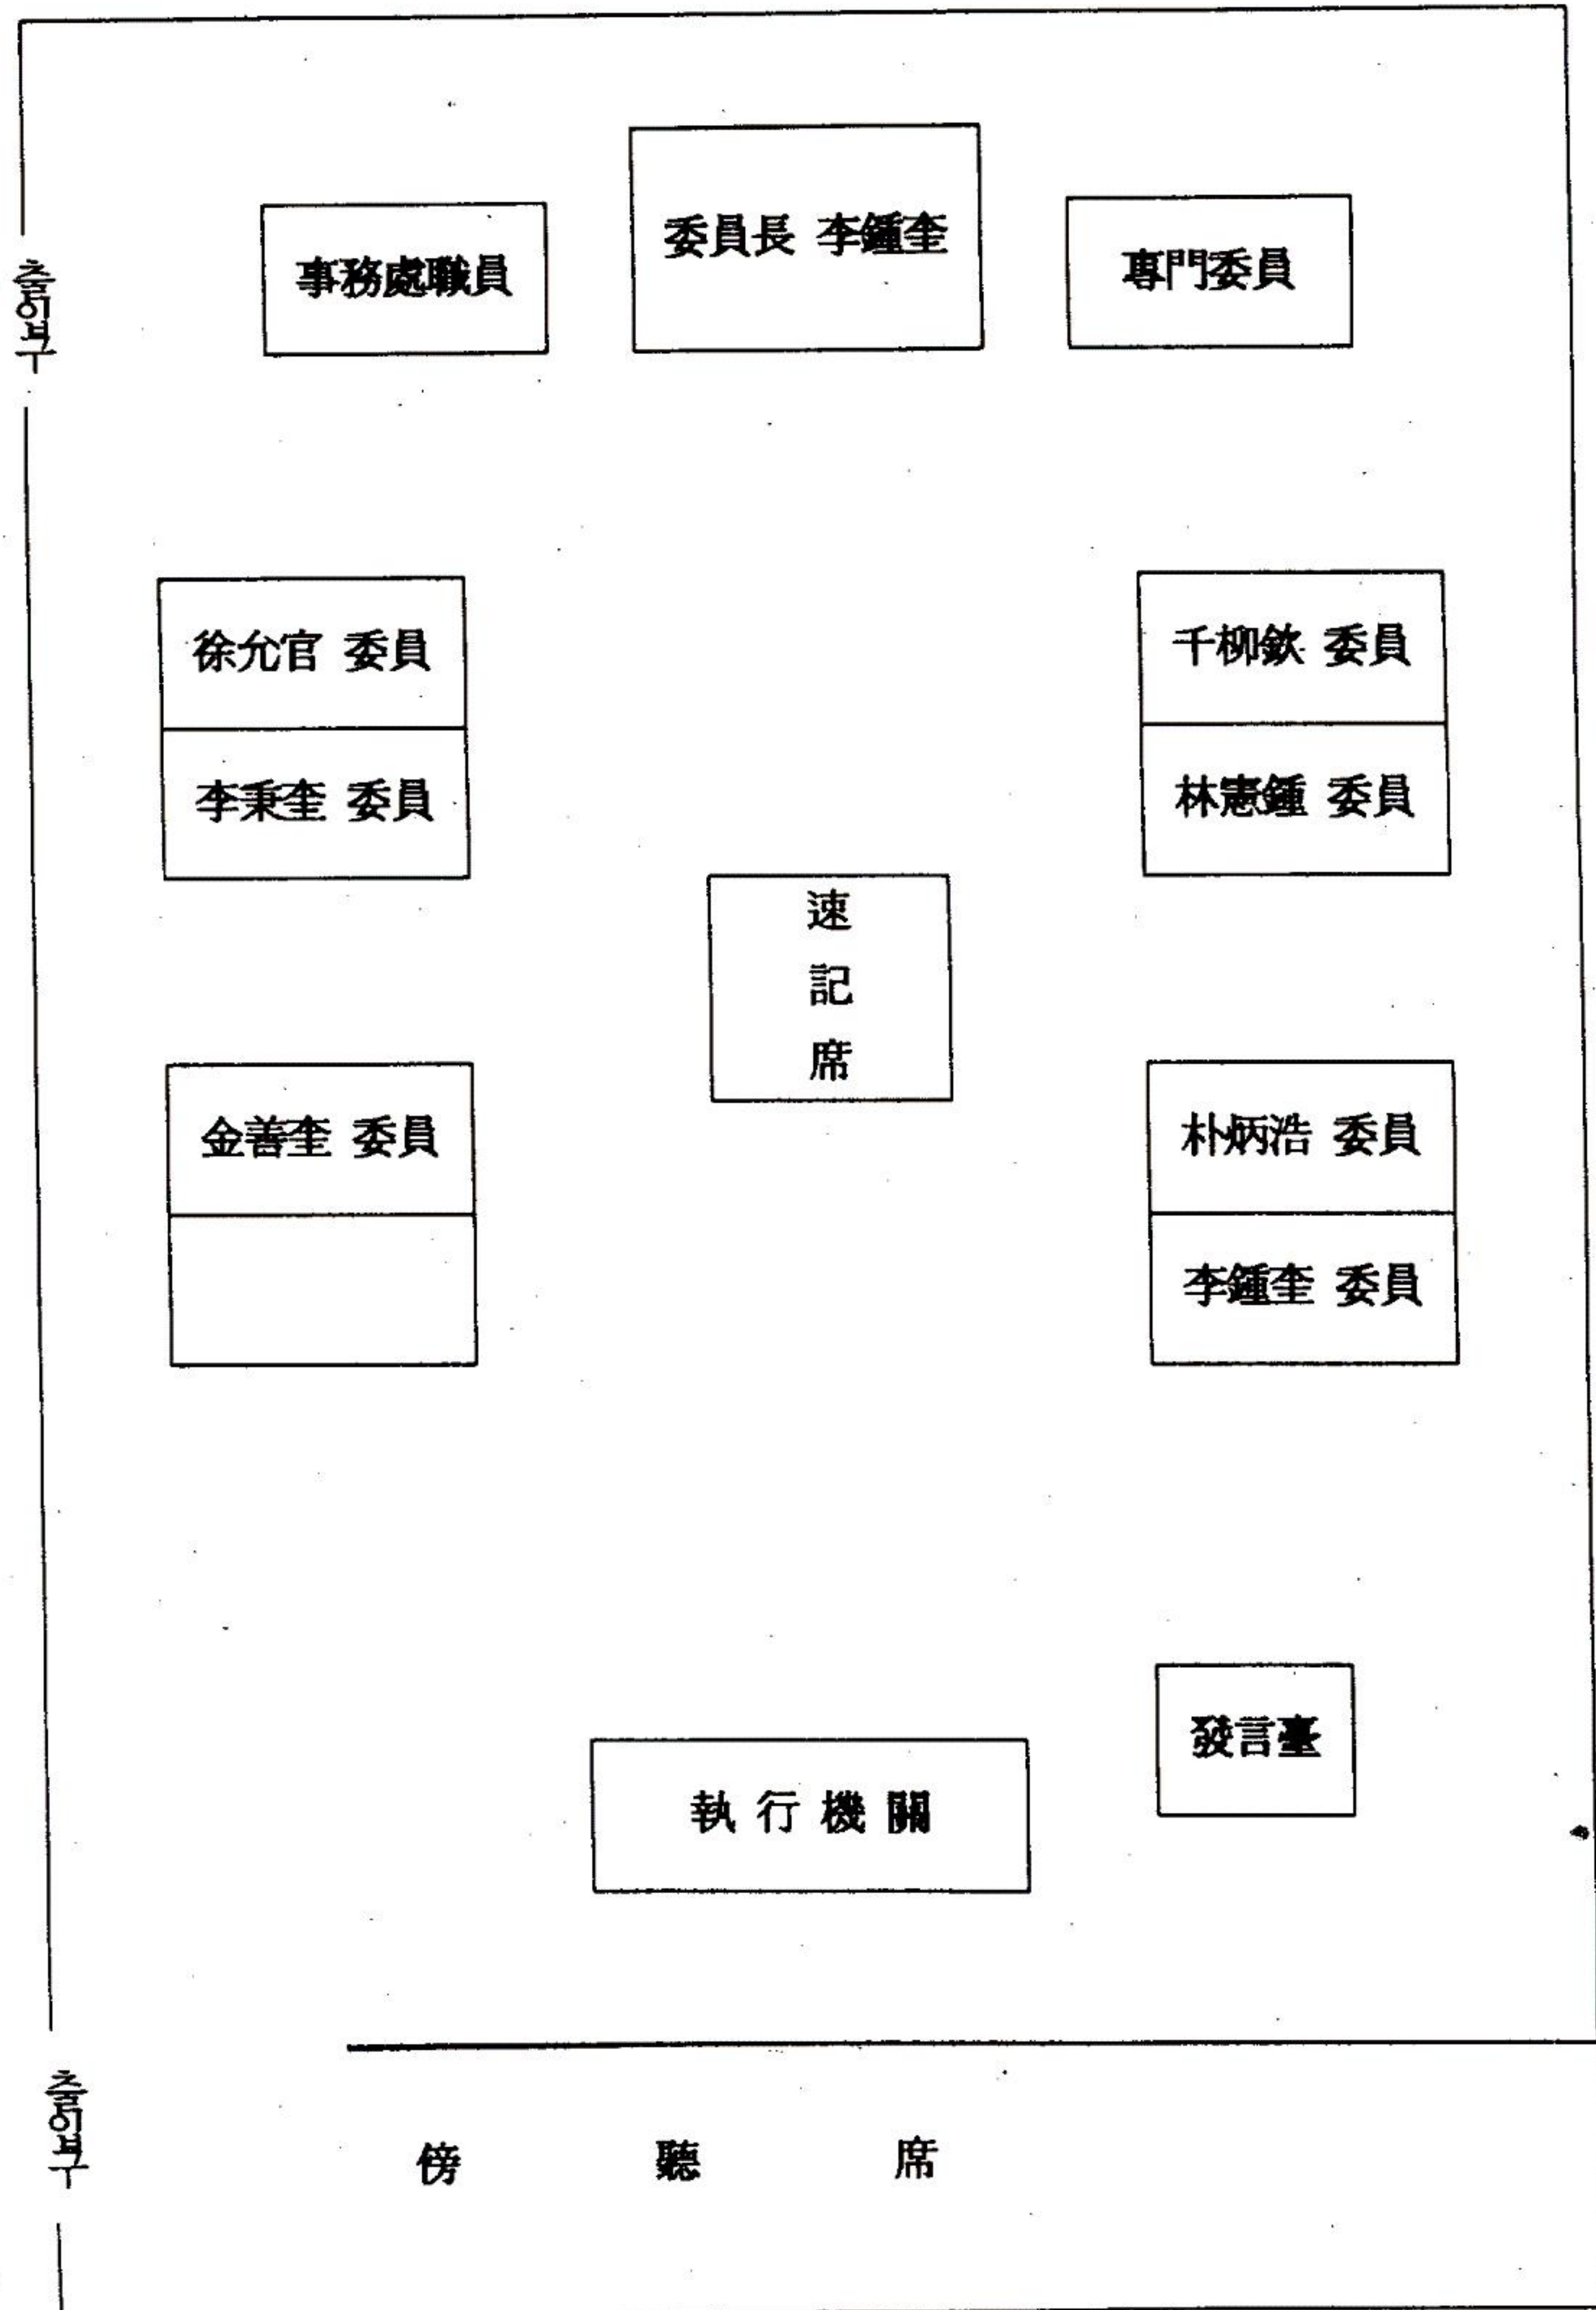 委員長 李鍾奎
事務處職員
專門委員
출입구
徐允官 委員
千柳欽 委員
李秉奎 委員
林憲鍾 委員
速
記
席
金善奎 委員
朴炳浩 委員
李鍾奎 委員
發言臺
執行機關
출입구
傍聽席